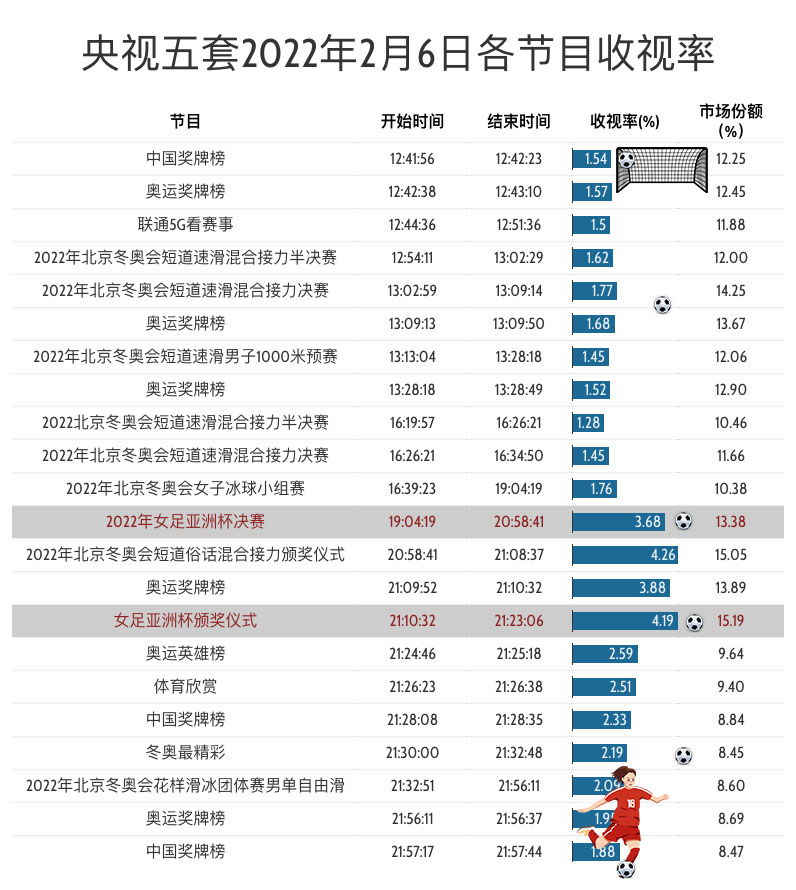 央视五套2022年2月6日各节目收视率
节目 开始时间 结束时间 收视率(%) 市场份额(%)
中国奖牌榜 12:41:56 12:42:23 1.54 12.25
奥运奖牌榜 12:42:38 12:43:10 1.57 12.45
联通5G看赛事 12:44:36 12:51:36 1.5 11.88
2022年北京冬奥会短道速滑混合接力半决赛 12:54:11 13:02:29 1.62 12.00
2022年北京冬奥会短道速滑混合接力决赛 13:02:59 13:09:14 1.77 14.25
奥运奖牌榜 13:09:13 13:09:50 1.68 13.67
2022年北京冬奥会短道速滑男子1000米预赛 13:13:04 13:28:18 1.45 12.06
奥运奖牌榜 13:28:18 13:28:49 1.52 12.90
2022北京冬奥会短道速滑混合接力半决赛 16:19:57 16:26:21 1.28 10.46
2022年北京冬奥会短道速滑混合接力决赛 16:26:21 16:34:50 1.45 11.66
2022年北京冬奥会女子冰球小组赛 16:39:23 19:04:19 1.76 10.38
2022年女足亚洲杯决赛 19:04:19 20:58:41 3.68 13.38
2022年北京冬奥会短道俗话混合接力颁奖仪式 20:58:41 21:08:37 4.26 15.05
奥运奖牌榜 21:09:52 21:10:32 3.88 13.89
女足亚洲杯颁奖仪式 21:10:32 21:23:06 4.19 15.19
奥运英雄榜 21:24:46 21:25:18 2.59 9.64
体育欣赏 21:26:23 21:26:38 2.51 9.40
中国奖牌榜 21:28:08 21:28:35 2.33 8.84
冬奥最精彩 21:30:00 21:32:48 2.19 8.45
2022年北京冬奥会花样滑冰团体赛男单自由滑 21:32:51 21:56:11 2.09 8.60
奥运奖牌榜 21:56:11 21:56:37 8.69
中国奖牌榜 21:57:17 21:57:44 1.88 8.47
18